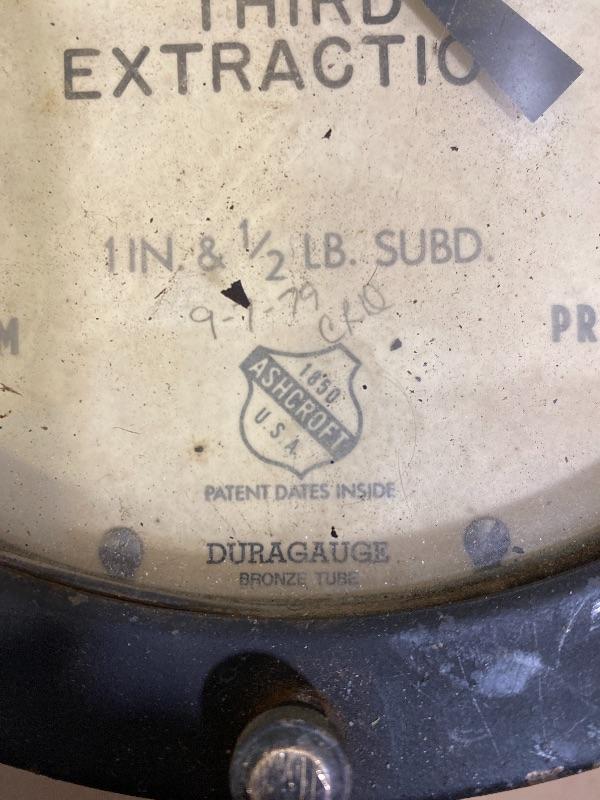 THIRD
EXTRACTIO
1 IN. & 1/2 LB. SUBD.
9-1-79
M
PR
1850
ASHCROFT
U.S.A.
PATENT DATES INSIDE
DURAGAUGE
BRONZE TUBE